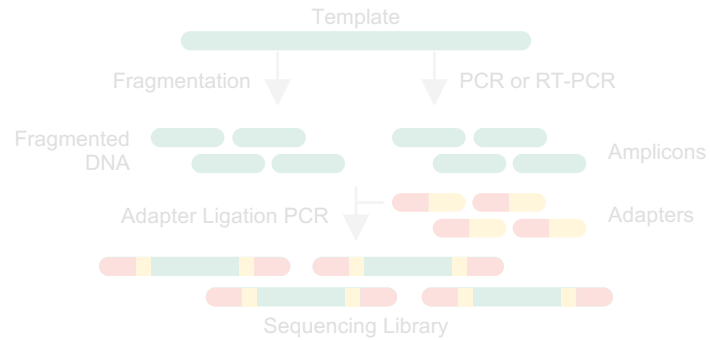 Template
Fragmentation
PCR or RT-PCR
Fragmented
DNA
Amplicons
Adapter Ligation PCR
Adapters
Sequencing Library